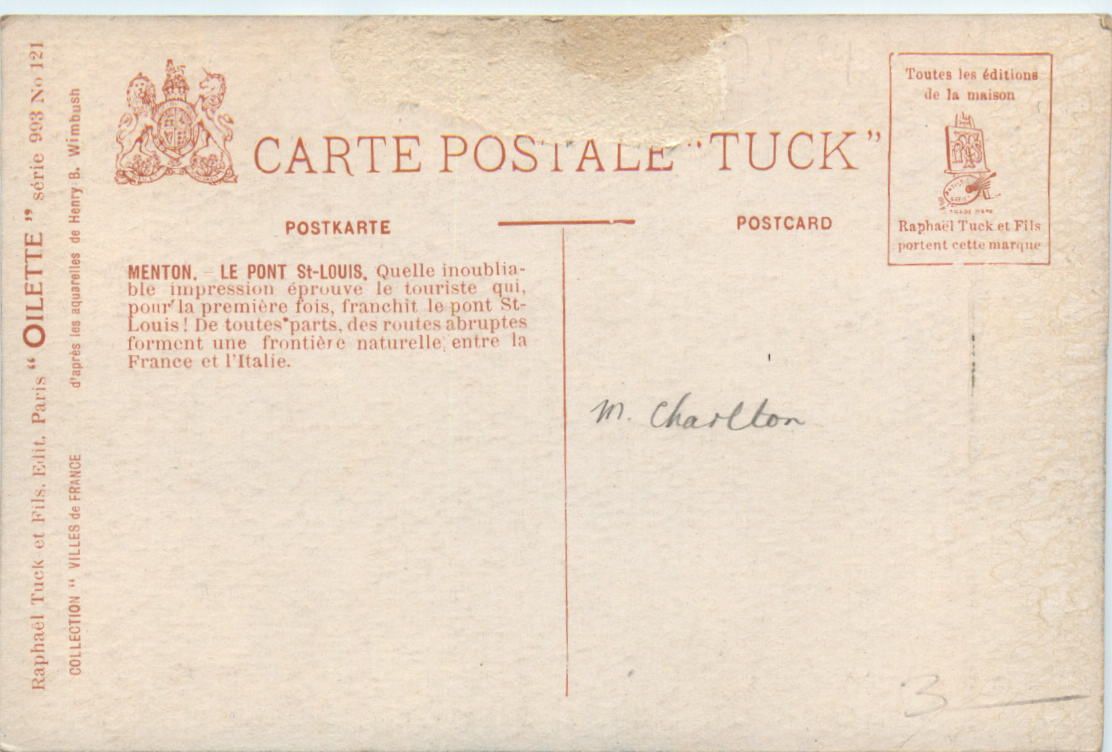 Raphaël Tuck et Fils. Edit. Paris “ OILETTE ” série 993 No 121
COLLECTION “ VILLES de FRANCE d'après les aquarelles de Henry B. Wimbush
CARTE POSTALE “TUCK”
POSTKARTE
POSTCARD
Toutes les éditions
de la maison
TRADE MARK
Raphaël Tuck et Fils
portent cette marque
MENTON. - LE PONT St-LOUIS. Quelle inoublia-
ble impression éprouve le touriste qui,
pour la première fois, franchit le pont St-
Louis ! De toutes parts, des routes abruptes
forment une frontière naturelle, entre la
France et l'Italie.
M. Charlton
3